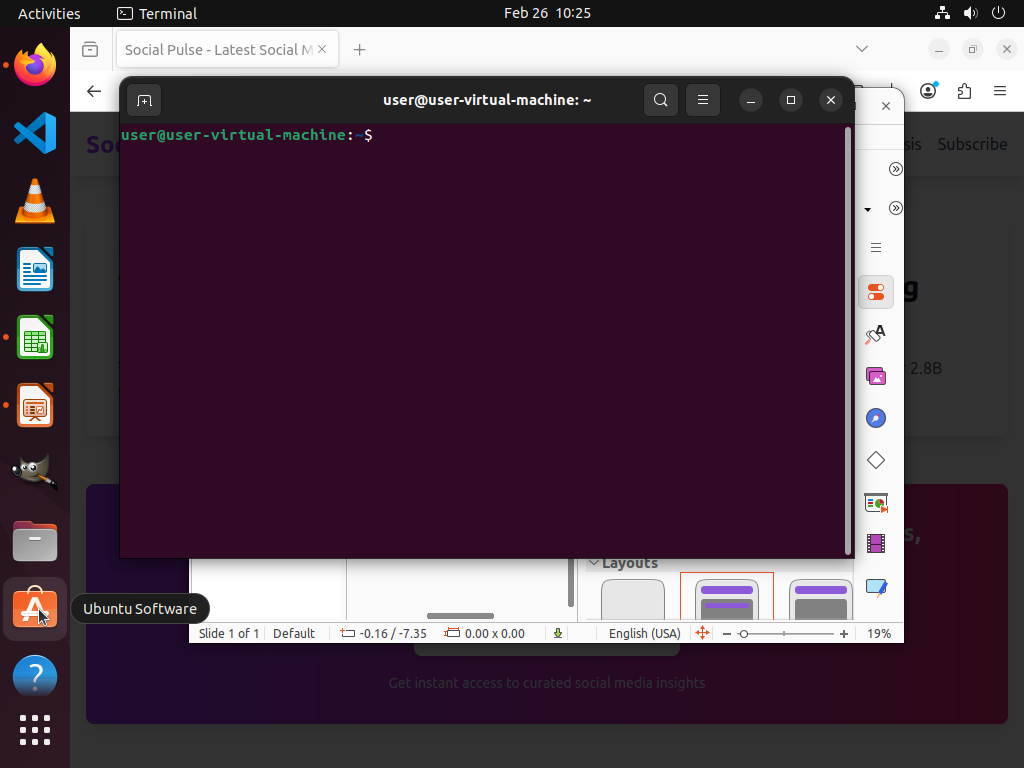 Activities
Terminal
Feb 26 10:25
Social Pulse - Latest Social M
user@user-virtual-machine: ~
user@user-virtual-machine:~$
Soc
sis
Subscribe
g
2.8B
s,
Layouts
Ubuntu Software
Slide 1 of 1
Default
-0.16 / -7.35
0.00 x 0.00
English (USA)
19%
Get instant access to curated social media insights